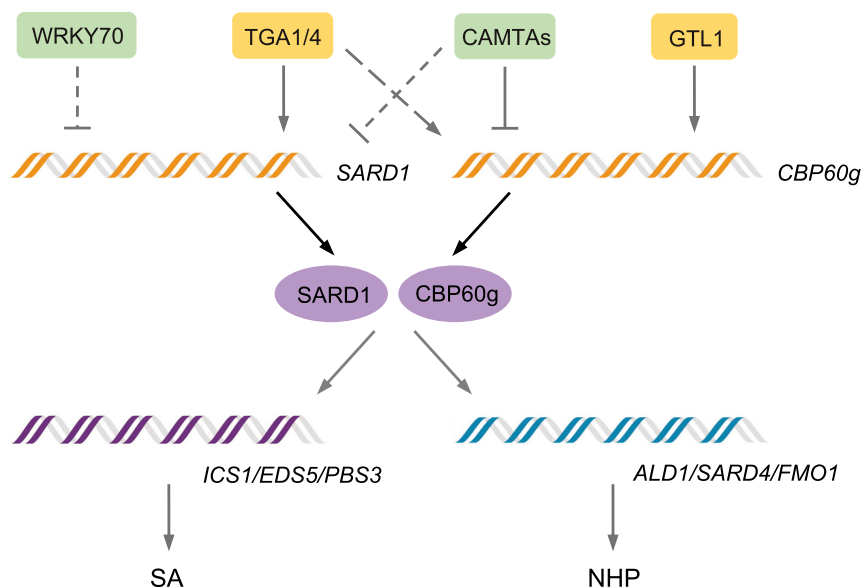 WRKY70
TGA1/4
CAMTAs
GTL1
SARD1
CBP60g
SARD1
CBP60g
ICS1/EDS5/PBS3
ALD1/SARD4/FMO1
SA
NHP